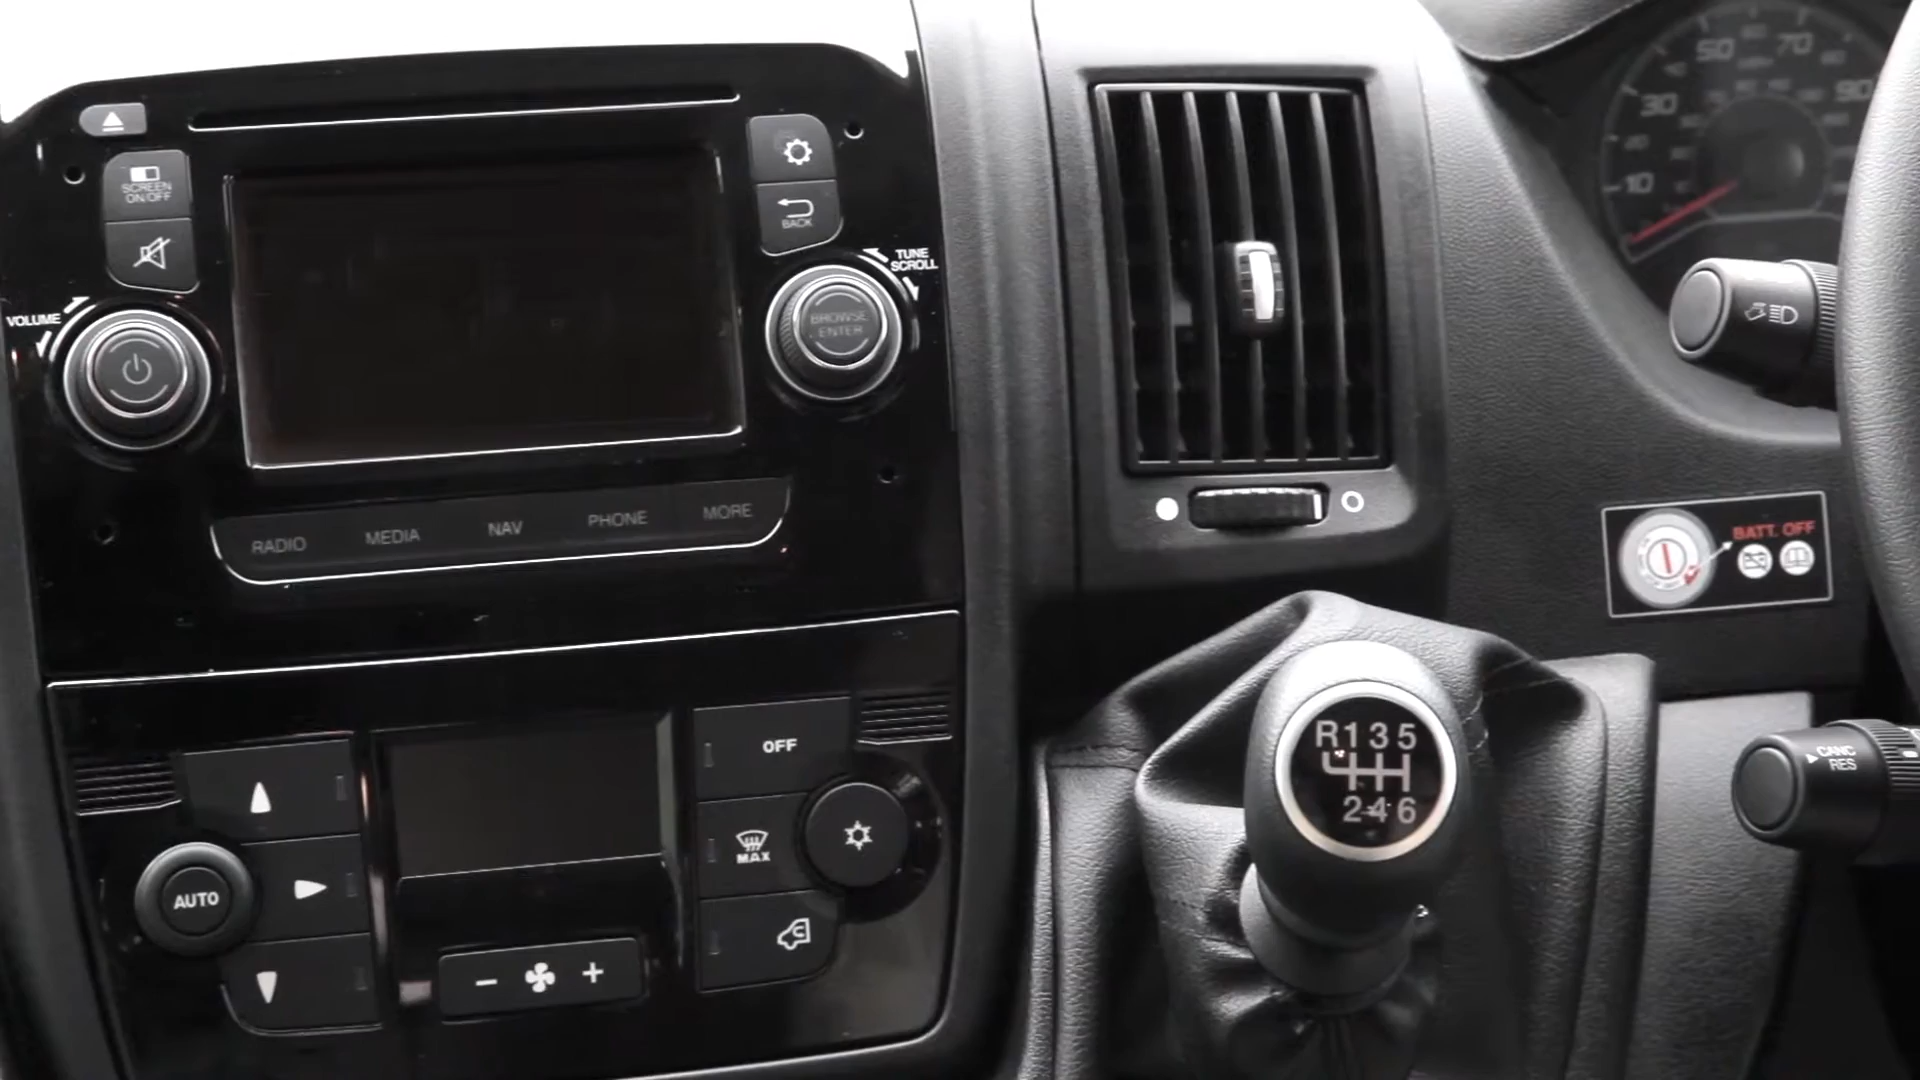 SCREEN
ON/OFF
VOLUME
BACK
TUNE
SCROLL
BROWSE
ENTER
RADIO
MEDIA
NAV
PHONE
MORE
OFF
MAX
AUTO
R 1 3 5
2 4 6
10
30
50
70
90
BATT. OFF
CANC
RES